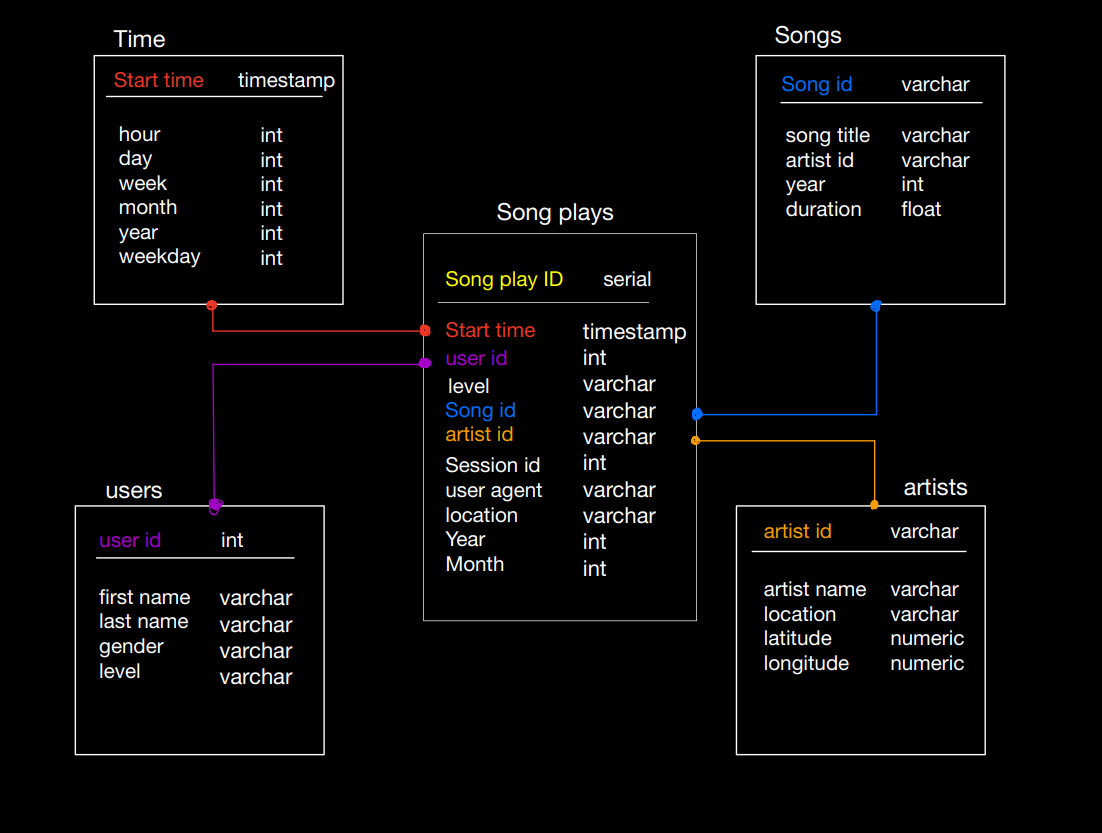 Time
Start time timestamp
hour int
day int
week int
month int
year int
weekday int
Songs
Song id varchar
song title varchar
artist id varchar
year int
duration float
Song plays
Song play ID serial
Start time timestamp
user id int
level varchar
Song id varchar
artist id varchar
Session id int
user agent varchar
location varchar
Year int
Month int
users
user id int
first name varchar
last name varchar
gender varchar
level varchar
artists
artist id varchar
artist name varchar
location varchar
latitude numeric
longitude numeric